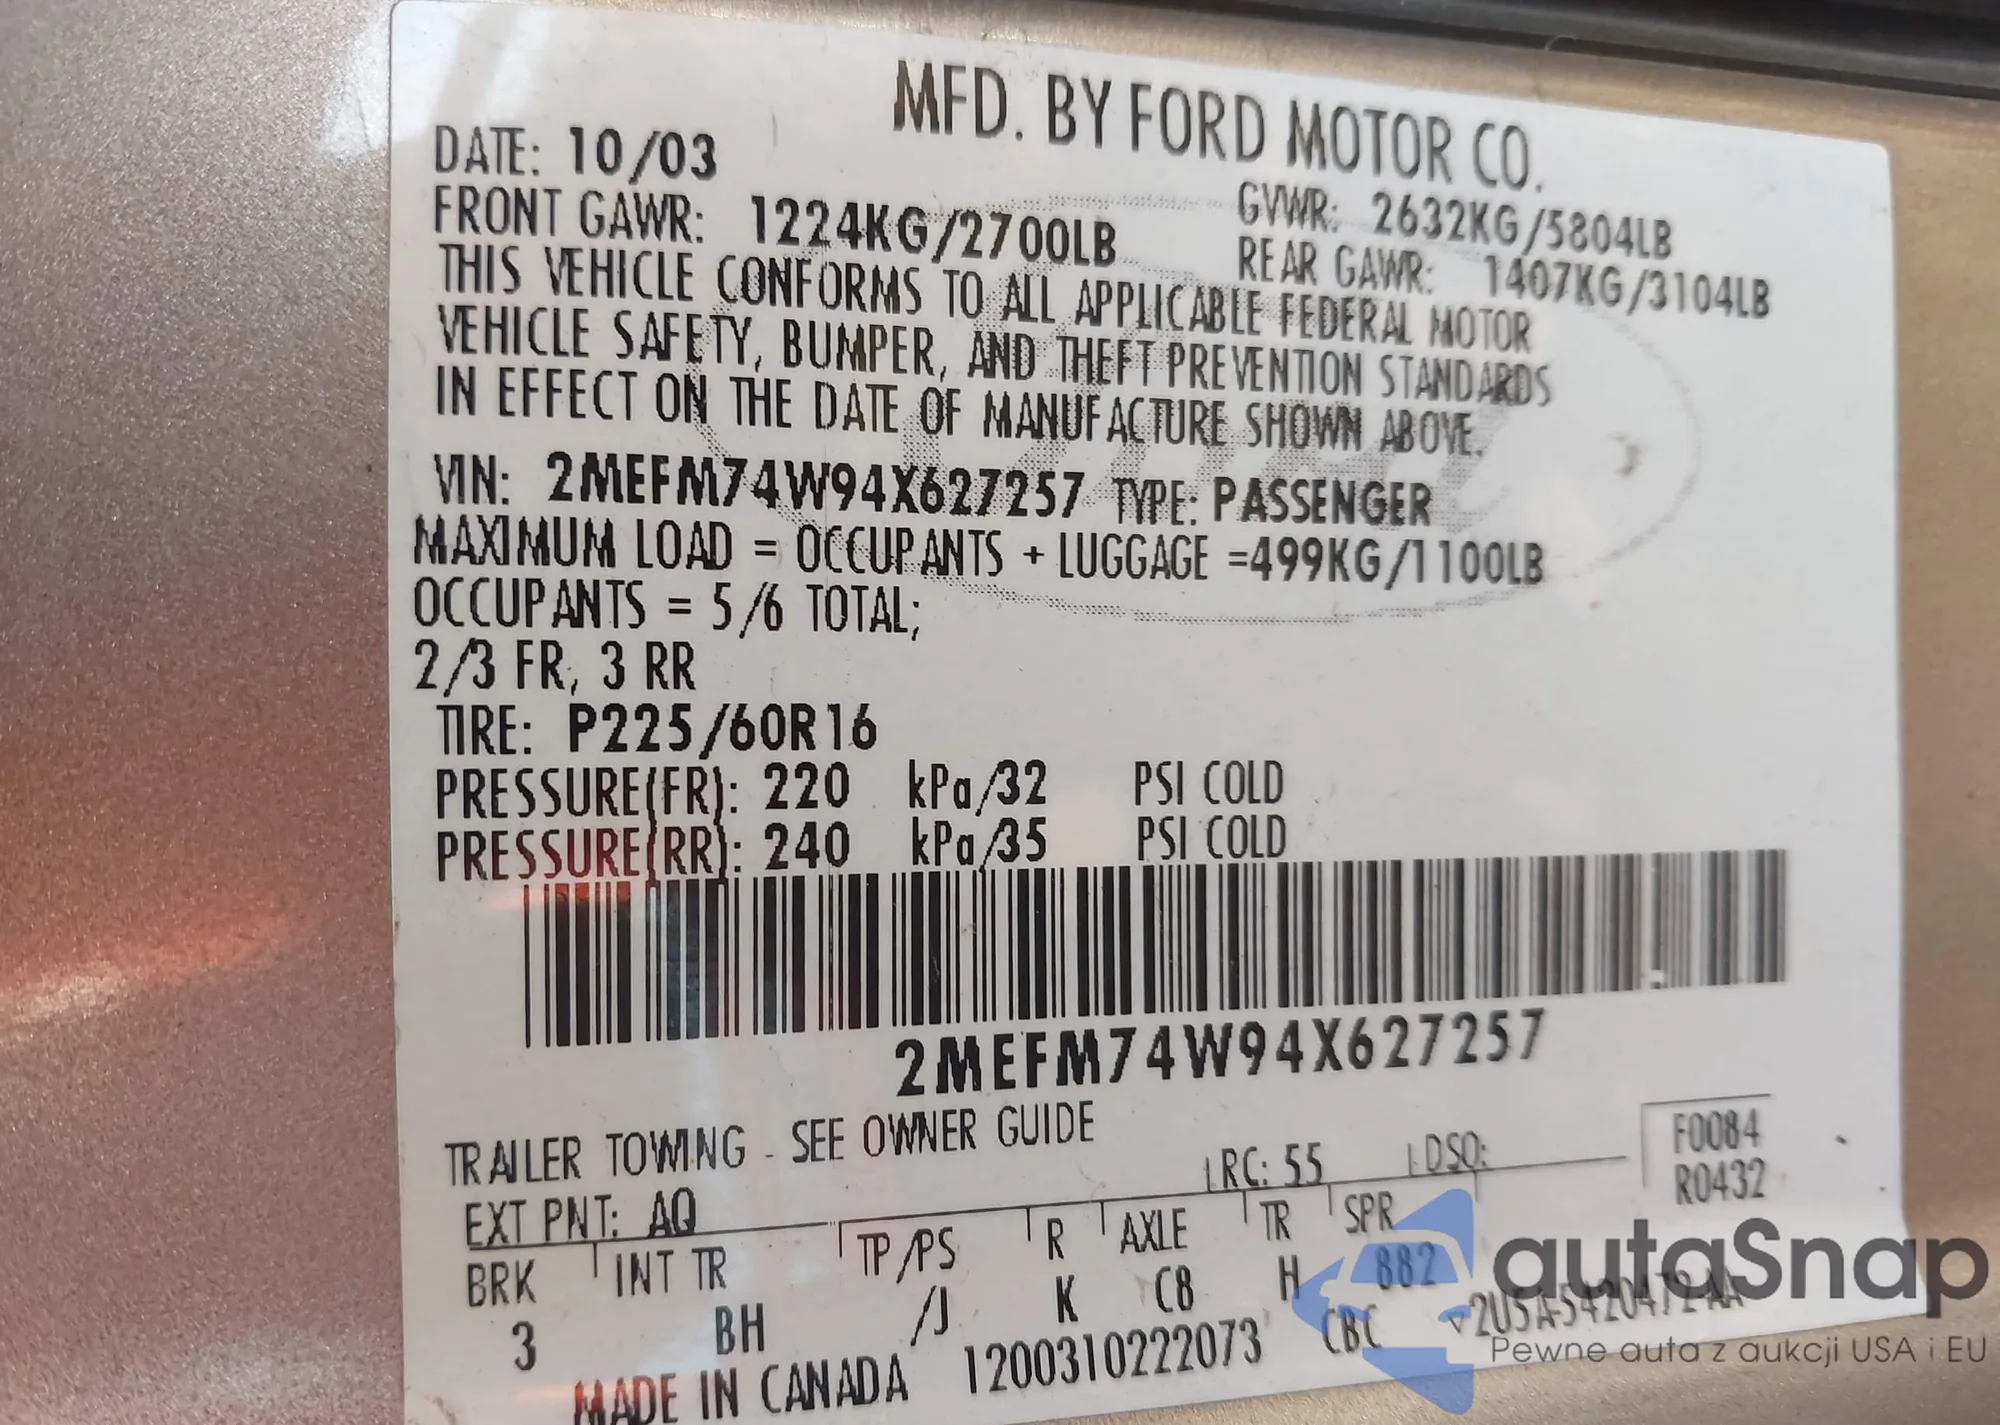 MFD. BY FORD MOTOR CO.
DATE: 10/03
GVWR: 2632KG/5804LB
FRONT GAWR: 1224KG/2700LB
REAR GAWR: 1407KG/3104LB
THIS VEHICLE CONFORMS TO ALL APPLICABLE FEDERAL MOTOR
VEHICLE SAFETY, BUMPER, AND THEFT PREVENTION STANDARDS
IN EFFECT ON THE DATE OF MANUFACTURE SHOWN ABOVE.
VIN: 2MEFM74W94X627257 TYPE: PASSENGER
MAXIMUM LOAD = OCCUPANTS + LUGGAGE =499KG/1100LB
OCCUPANTS = 5/6 TOTAL;
2/3 FR, 3 RR
TIRE: P225/60R16
PRESSURE(FR): 220 kPa/32 PSI COLD
PRESSURE(RR): 240 kPa/35 PSI COLD
2MEFM74W94X627257
TRAILER TOWING - SEE OWNER GUIDE
F0084
R0432
EXT PNT: AQ RC: 55 DSO:
BRK INT TR TP/PS R AXLE TR SPR
3 BH /J K C8 H 882
MADE IN CANADA 1200310222073 CBC 2U5A-5420472-AA
autaSnap
Pewne auta z aukcji USA i EU